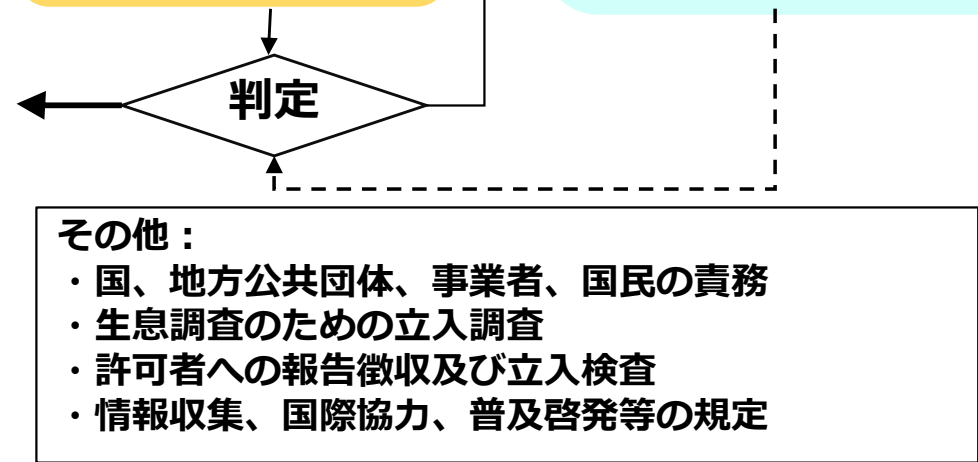 判定
その他：
・国、地方公共団体、事業者、国民の責務
・生息調査のための立入調査
・許可者への報告徴収及び立入検査
・情報収集、国際協力、普及啓発等の規定